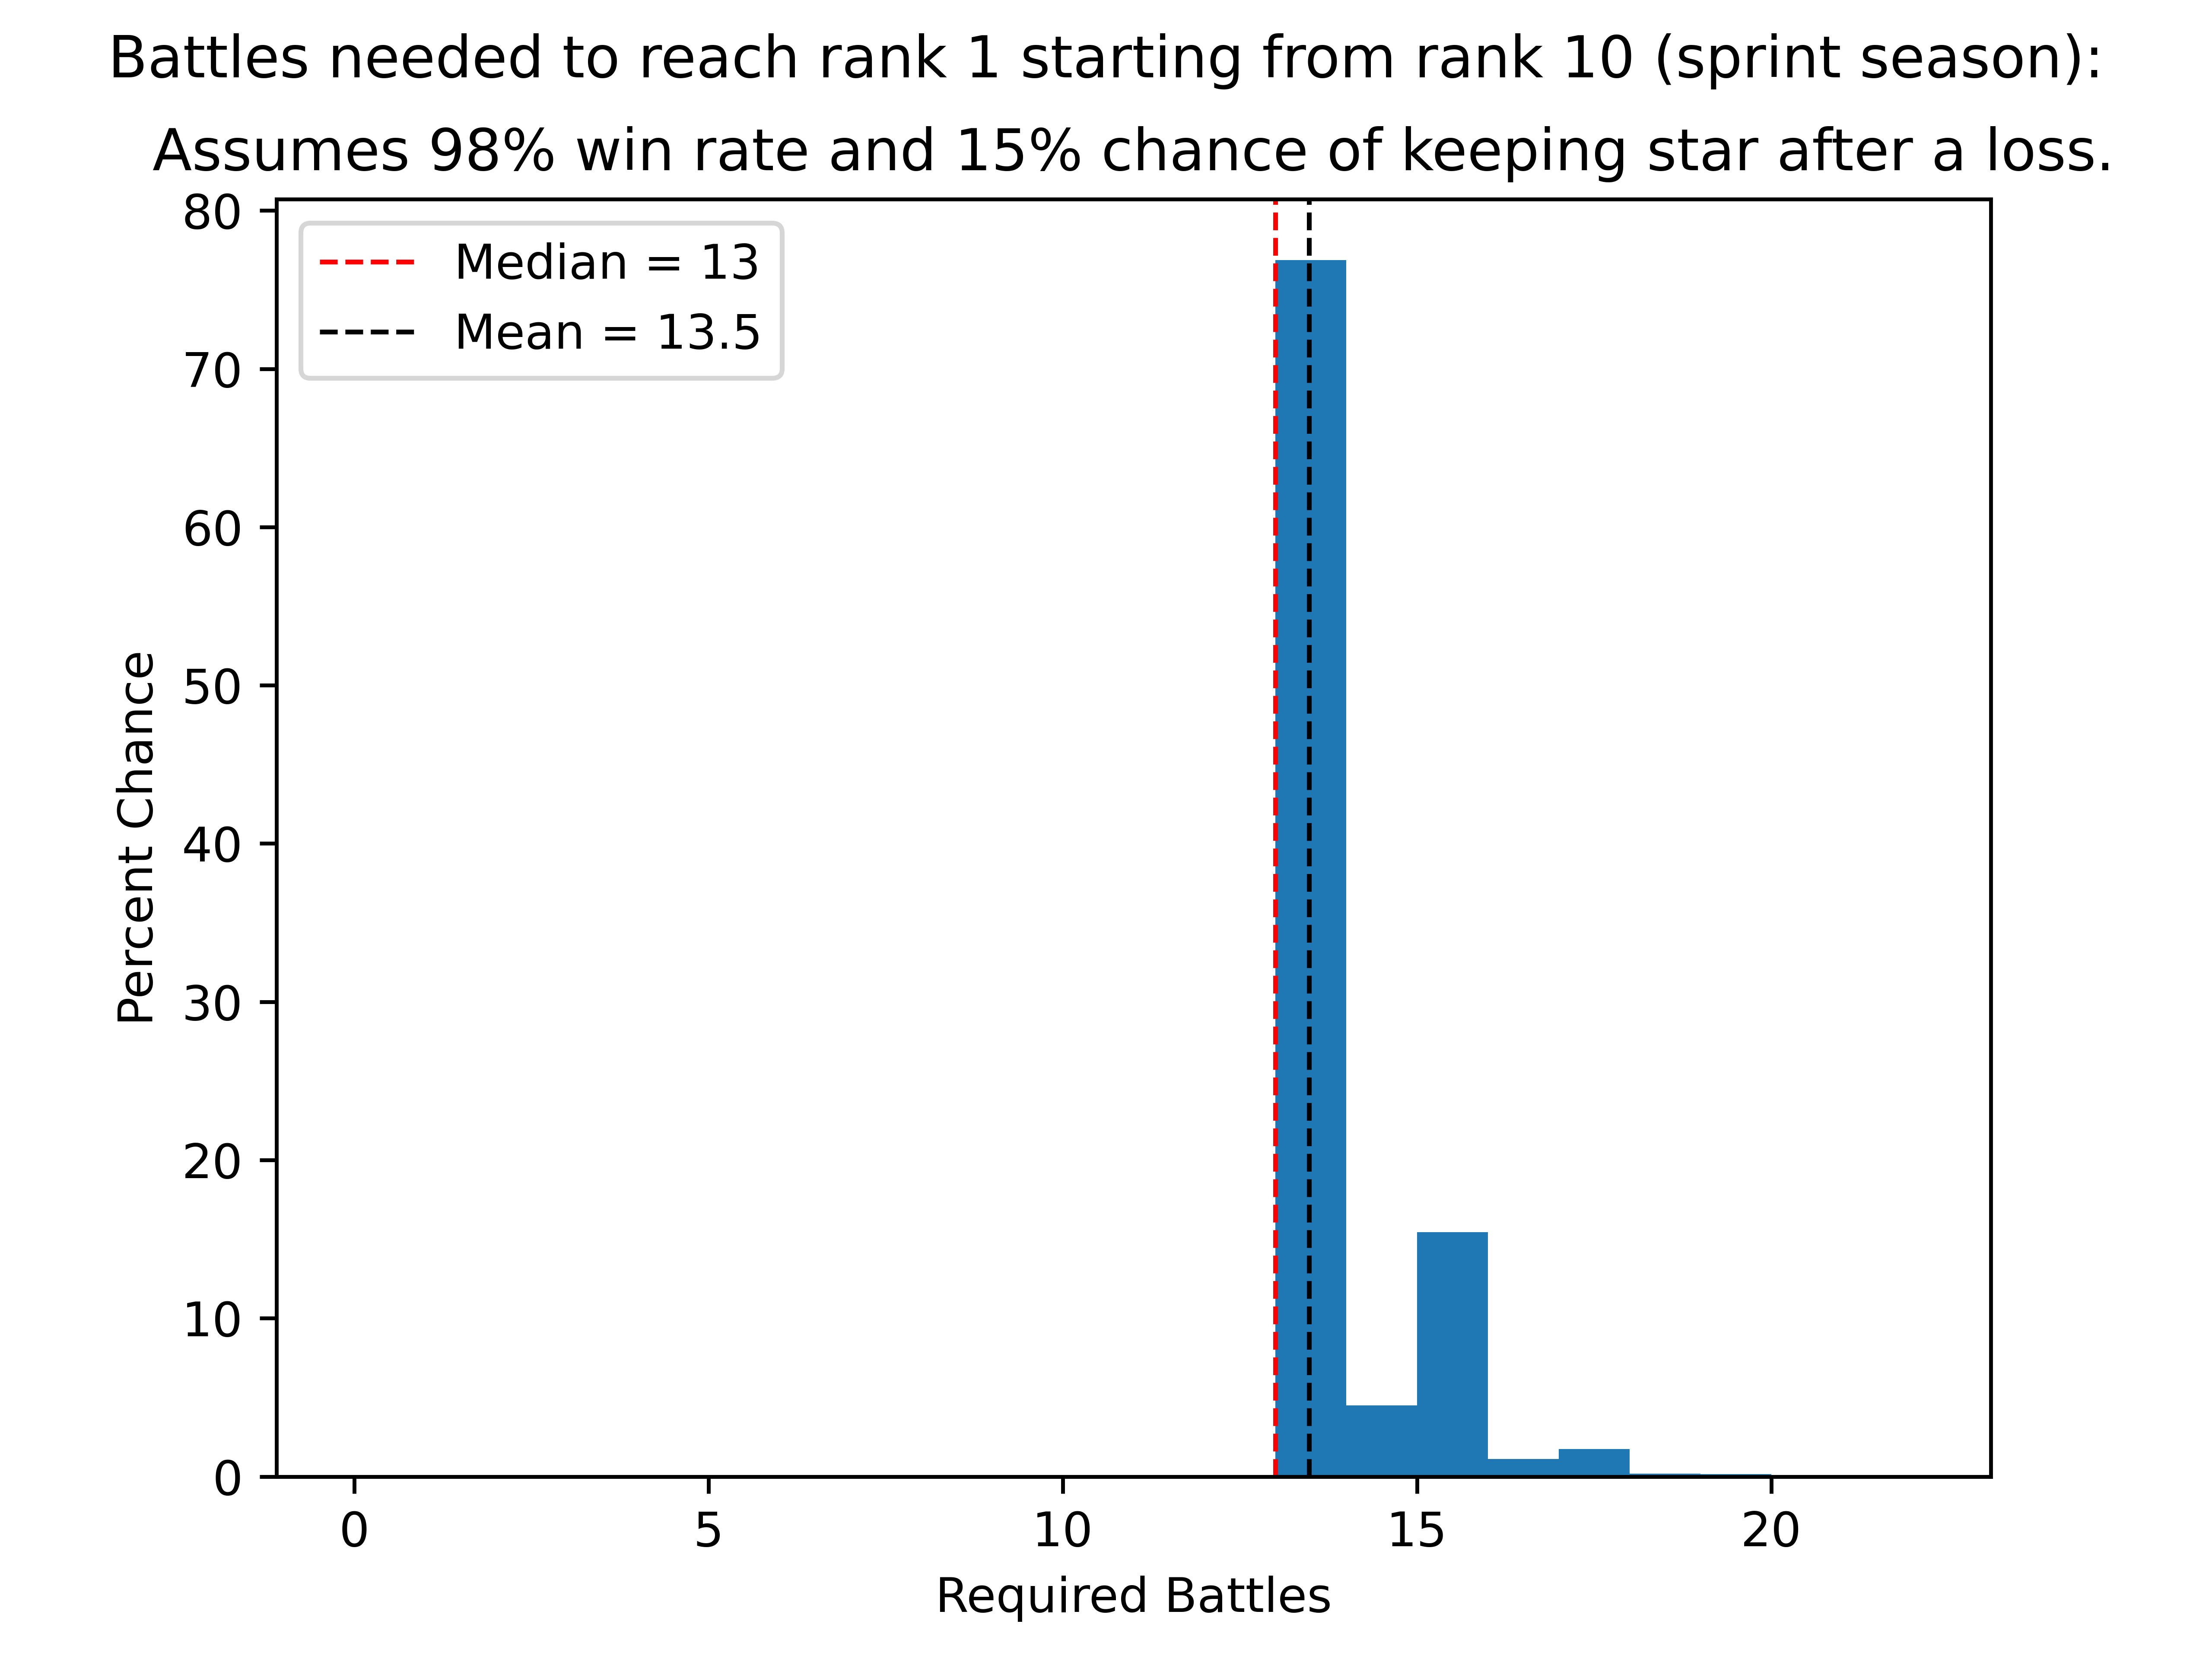 Battles needed to reach rank 1 starting from rank 10 (sprint season):
Assumes 98% win rate and 15% chance of keeping star after a loss.
Median = 13
Mean = 13.5
Percent Chance
80
70
60
50
40
30
20
10
0
0 5 10 15 20
Required Battles